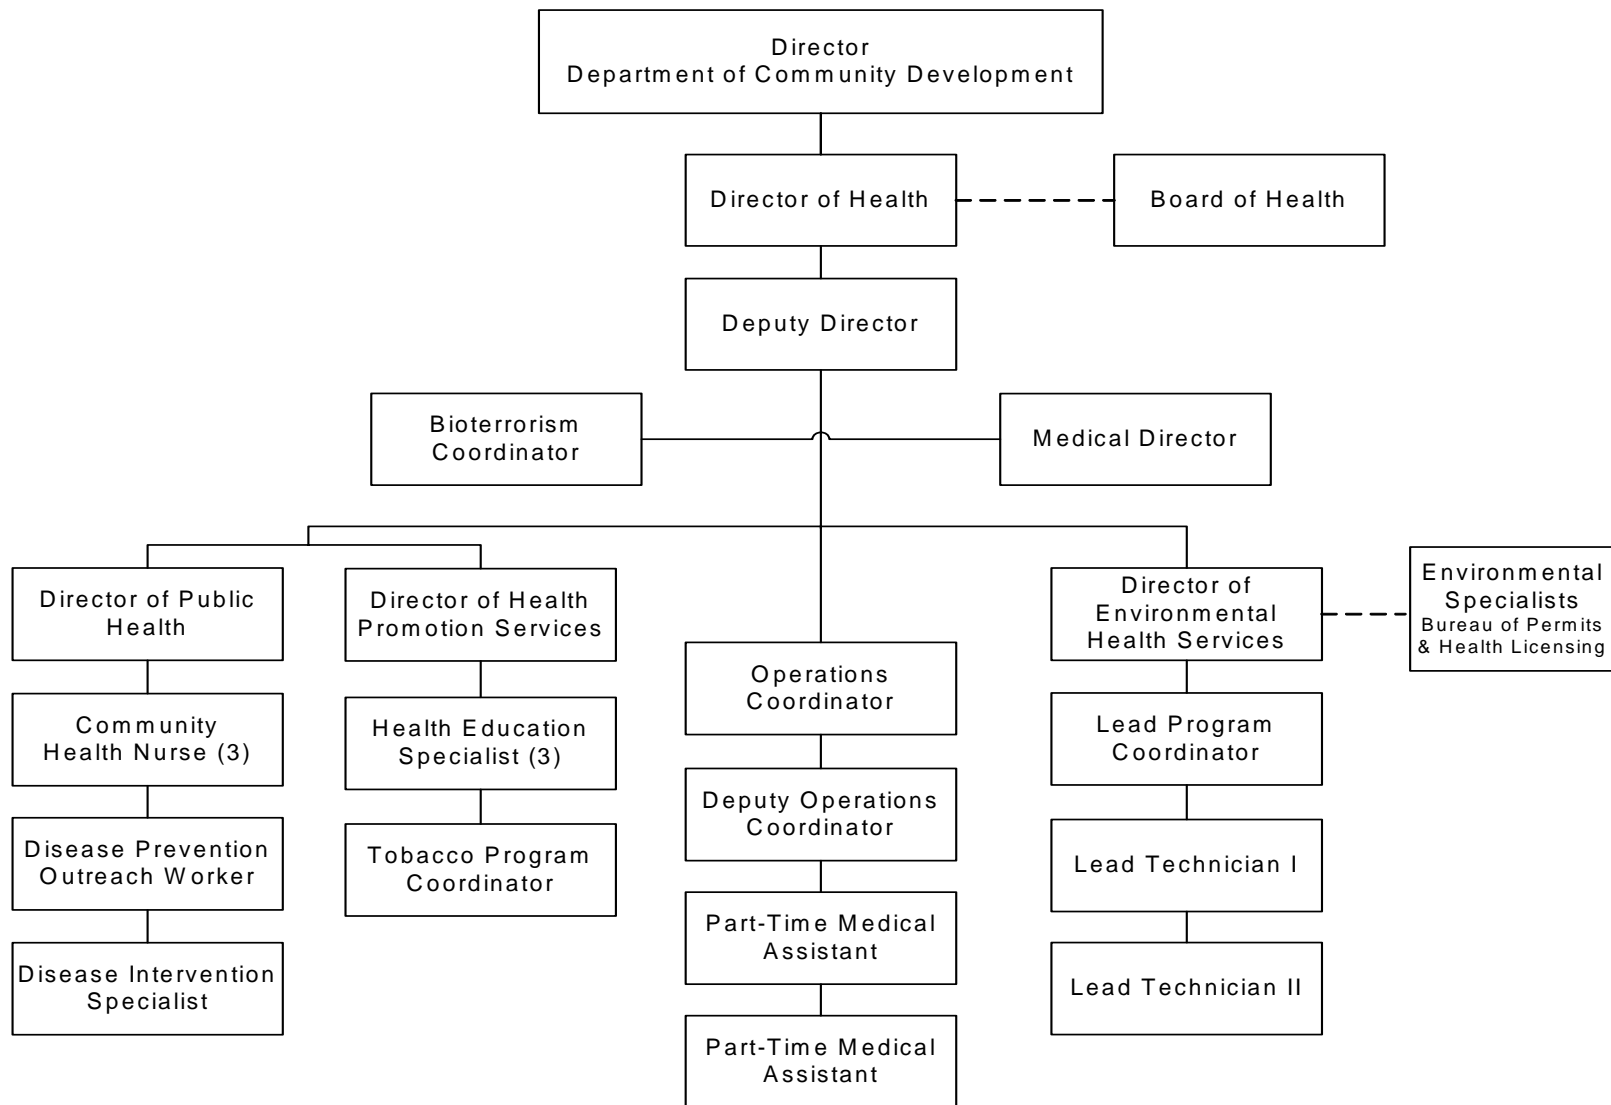 Director
Department of Community Development
Director of Health
Board of Health
Deputy Director
Bioterrorism
Coordinator
Medical Director
Director of Public
Health
Director of Health
Promotion Services
Operations
Coordinator
Director of
Environmental
Health Services
Environmental
Specialists
Bureau of Permits
& Health Licensing
Community
Health Nurse (3)
Health Education
Specialist (3)
Deputy Operations
Coordinator
Lead Program
Coordinator
Disease Prevention
Outreach Worker
Tobacco Program
Coordinator
Part-Time Medical
Assistant
Lead Technician I
Disease Intervention
Specialist
Part-Time Medical
Assistant
Lead Technician II